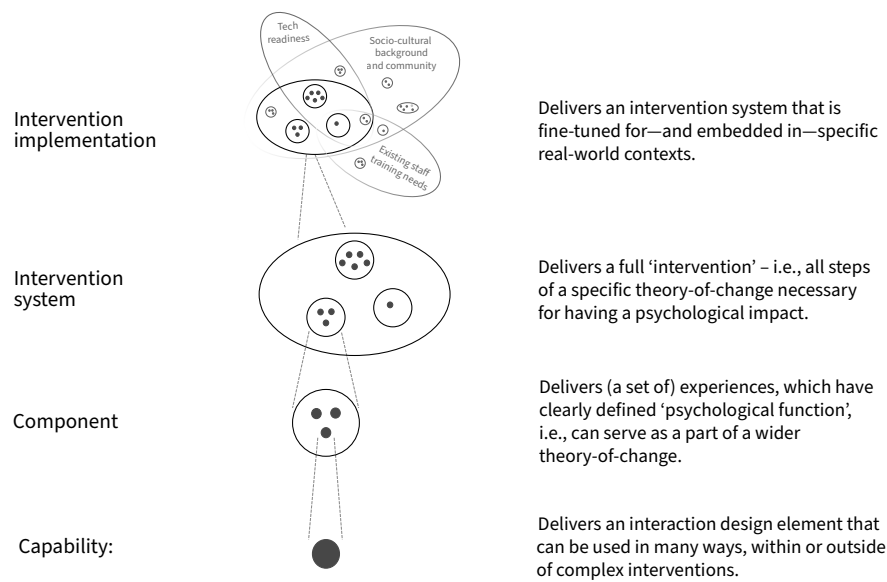 Tech
readiness
Socio-cultural
background
and community
Existing staff
training needs
Intervention
implementation
Delivers an intervention system that is
fine-tuned for—and embedded in—specific
real-world contexts.
Intervention
system
Delivers a full ‘intervention’ – i.e., all steps
of a specific theory-of-change necessary
for having a psychological impact.
Component
Delivers (a set of) experiences, which have
clearly defined ‘psychological function’,
i.e., can serve as a part of a wider
theory-of-change.
Capability:
Delivers an interaction design element that
can be used in many ways, within or outside
of complex interventions.